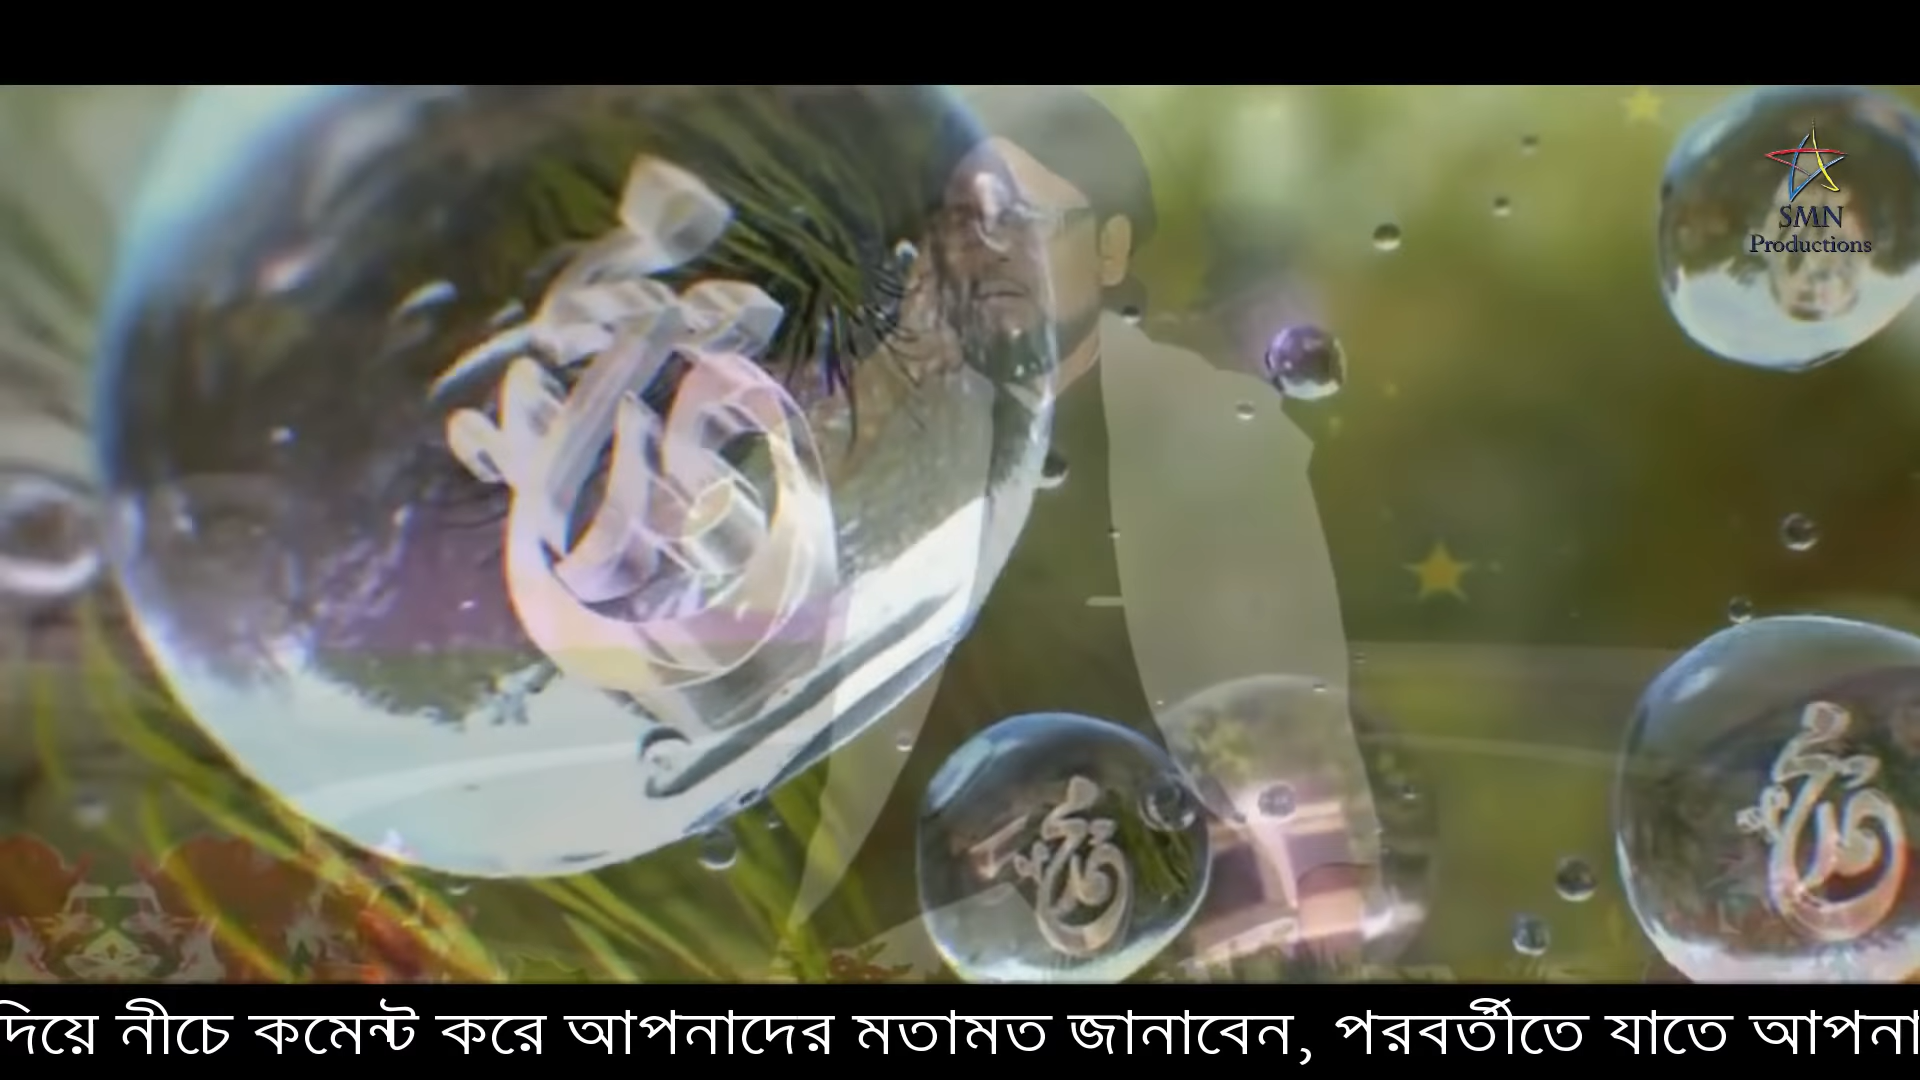 SMN
Productions
দিয়ে নীচে কমেন্ট করে আপনাদের মতামত জানাবেন, পরবর্তীতে যাতে আপনা